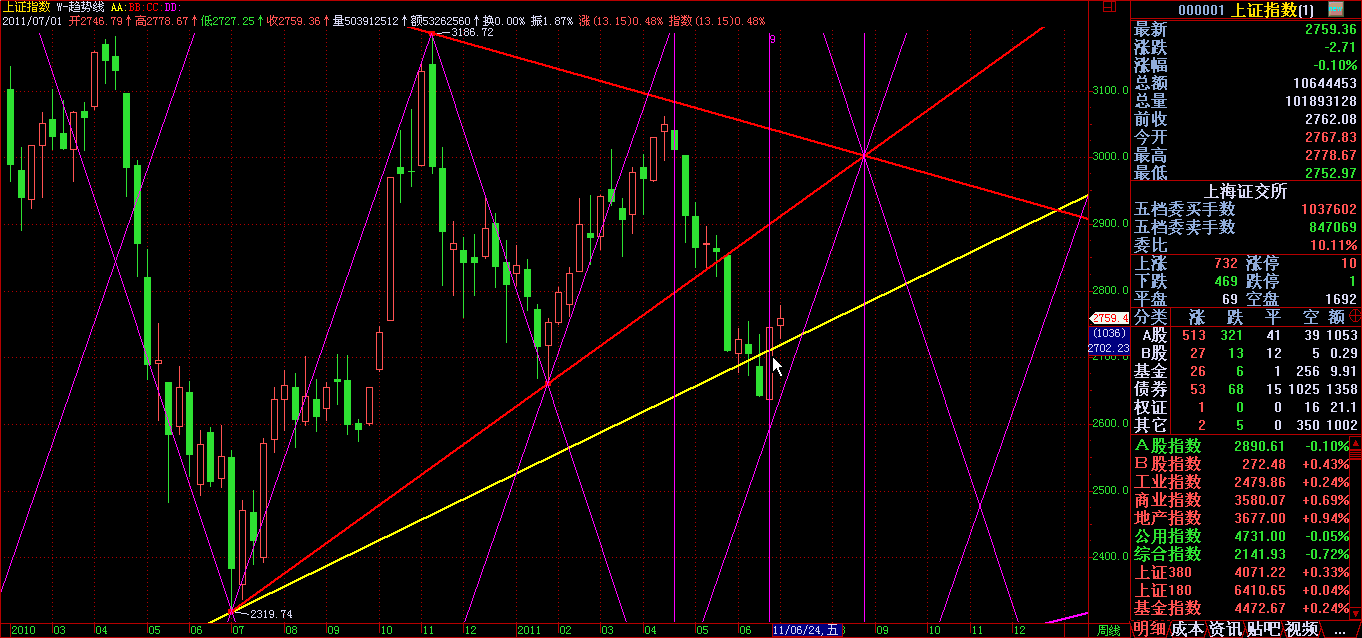 上证指数 W-趋势线 AA:BB:CC:DD:
2011/07/01 开2746.79↑高2778.67↑低2727.25↑收2759.36↑量503912512↑额53262560↑换0.00% 振1.87% 涨(13.15)0.48% 指数(13.15)0.48%
3186.72
9
2319.74
3100.0
3000.0
2900.0
2800.0
2759.4
(1036)
2702.23
2600.0
2500.0
2400.0
2010 03 04 05 06 07 08 09 10 11 12 2011 02 03 04 05 06 11/06/24,五 09 10 11 12 周线
000001 上证指数(1)
最新 2759.36
涨跌 -2.71
涨幅 -0.10%
总额 10644453
总量 101893128
前收 2762.08
今开 2767.83
最高 2778.67
最低 2752.97
上海证交所
五档委买手数 1037602
五档委卖手数 847069
委比 10.11%
上涨 732 涨停 10
下跌 469 跌停 1
平盘 69 空盘 1692
分类 涨 跌 平 空 额
A股 513 321 41 39 1053
B股 27 13 12 5 0.29
基金 26 6 1 256 9.91
债券 53 68 15 1025 1358
权证 1 0 0 16 21.1
其它 2 5 0 350 1002
A股指数 2890.61 -0.10%
B股指数 272.48 +0.43%
工业指数 2479.86 +0.24%
商业指数 3580.07 +0.69%
地产指数 3677.00 +0.94%
公用指数 4731.00 -0.05%
综合指数 2141.93 -0.72%
上证380 4071.22 +0.33%
上证180 6410.65 +0.04%
基金指数 4472.67 +0.24%
明细 成本 资讯 贴吧 视频 ...